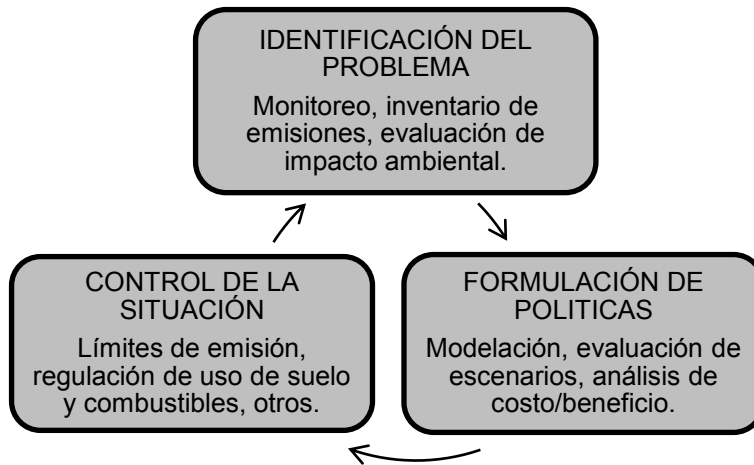 IDENTIFICACIÓN DEL
PROBLEMA
Monitoreo, inventario de
emisiones, evaluación de
impacto ambiental.
CONTROL DE LA
SITUACIÓN
Límites de emisión,
regulación de uso de suelo
y combustibles, otros.
FORMULACIÓN DE
POLITICAS
Modelación, evaluación de
escenarios, análisis de
costo/beneficio.